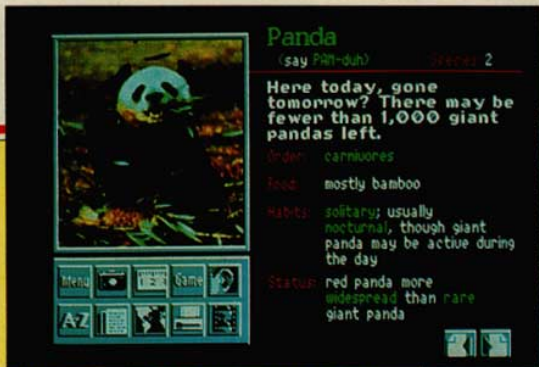 Panda
(say PAN-duh) Species 2
Here today, gone
tomorrow? There may be
fewer than 1,000 giant
pandas left.
Order: carnivores
Food: mostly bamboo
Habits: solitary; usually
nocturnal, though giant
panda may be active during
the day
Status: red panda more
widespread than rare
giant panda
Menu Game
A-Z